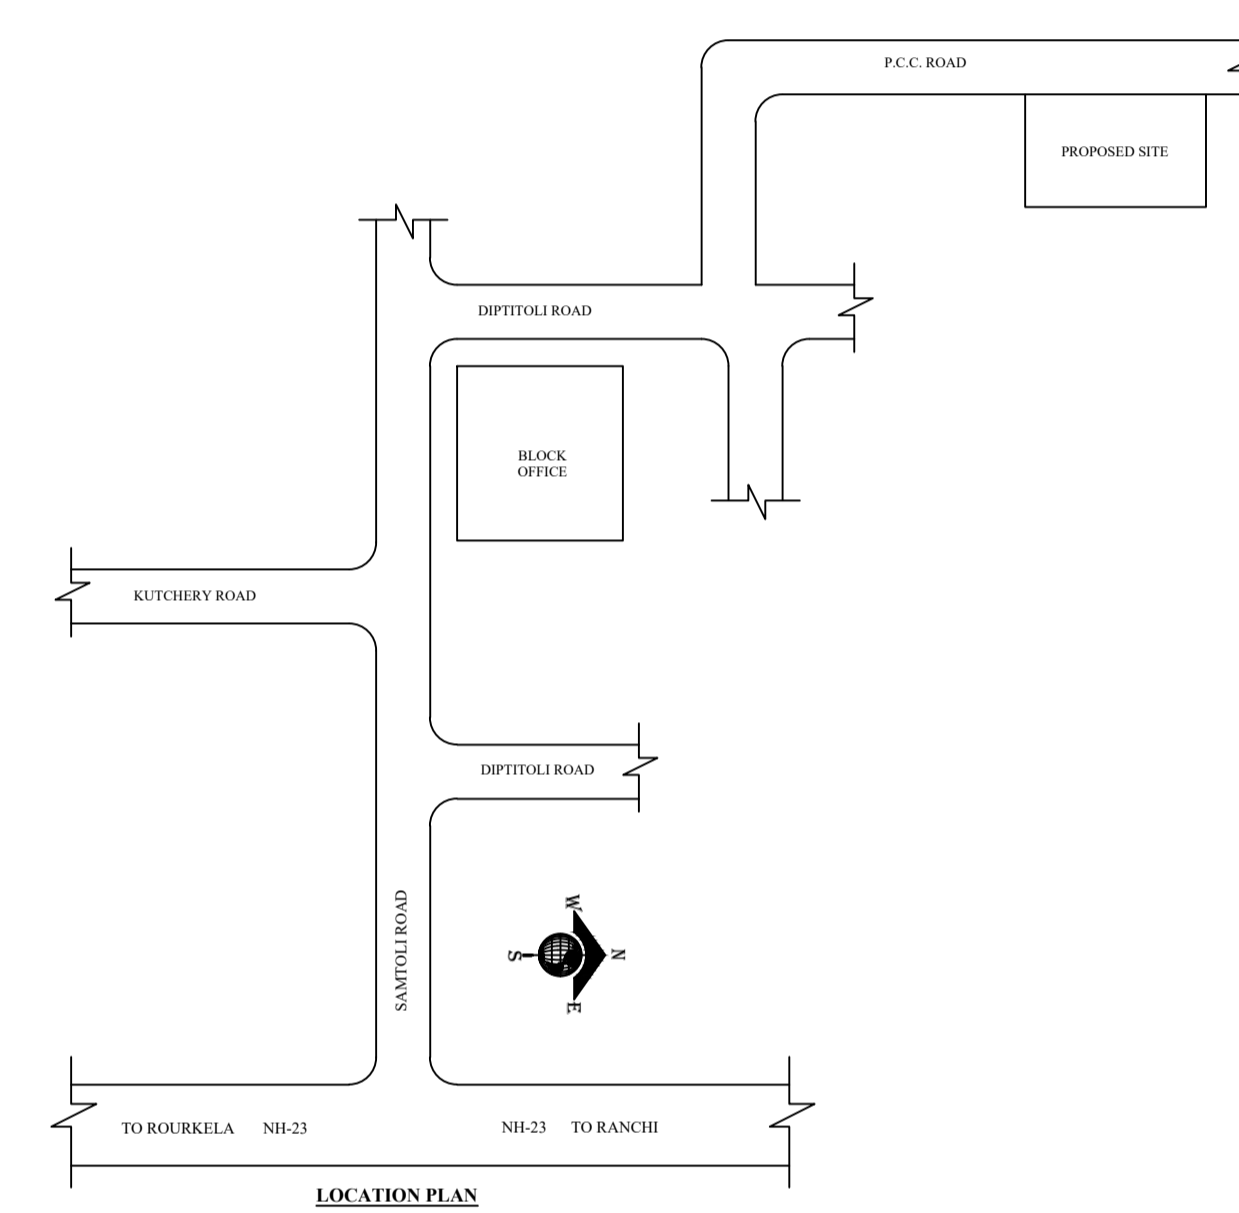 P.C.C. ROAD
PROPOSED SITE
DIPTITOLI ROAD
BLOCK
OFFICE
KUTCHERY ROAD
DIPTITOLI ROAD
SAMTOLI ROAD
W
N
S
E
TO ROURKELA NH-23
NH-23 TO RANCHI
LOCATION PLAN